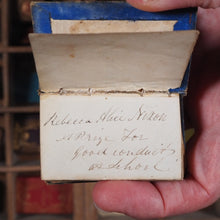 Rebecca Alice Nixon
A Prize for
good conduct
at School